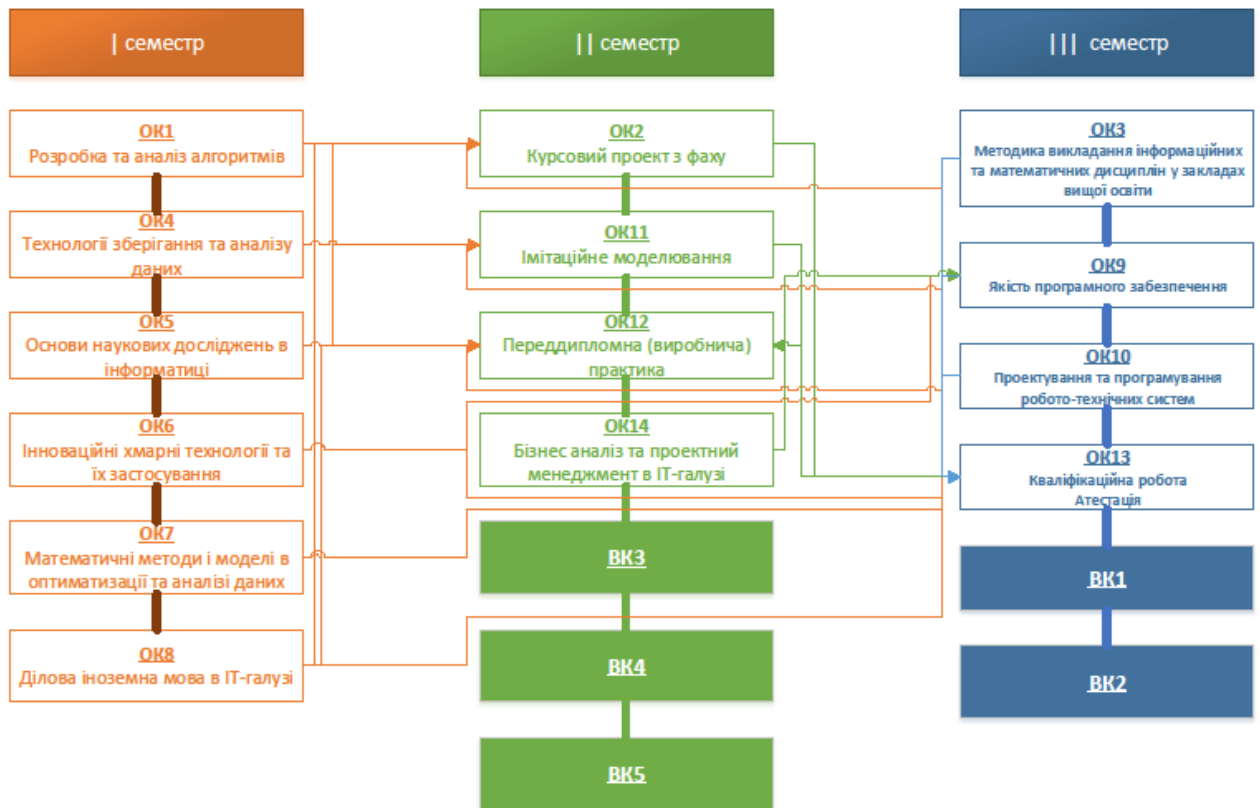 | семестр
|| семестр
||| семестр
ОК1
Розробка та аналіз алгоритмів
ОК4
Технології зберігання та аналізу
даних
ОК5
Основи наукових досліджень в
інформатиці
ОК6
Інноваційні хмарні технології та
їх застосування
ОК7
Математичні методи і моделі в
оптиматизації та аналізі даних
ОК8
Ділова іноземна мова в ІТ-галузі
ОК2
Курсовий проект з фаху
ОК11
Імітаційне моделювання
ОК12
Переддипломна (виробнича)
практика
ОК14
Бізнес аналіз та проектний
менеджмент в ІТ-галузі
ВК3
ВК4
ВК5
ОК3
Методика викладання інформаційних
та математичних дисциплін у закладах
вищої освіти
ОК9
Якість програмного забезпечення
ОК10
Проектування та програмування
робото-технічних систем
ОК13
Кваліфікаційна робота
Атестація
ВК1
ВК2